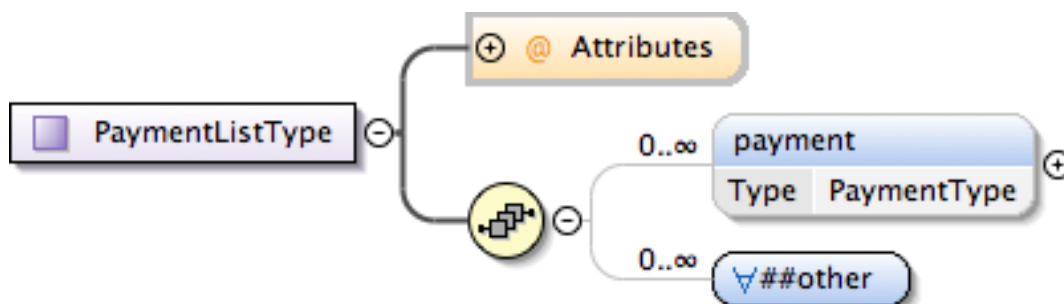 @ Attributes
PaymentListType
0..∞
payment
Type PaymentType
0..∞
∀##other